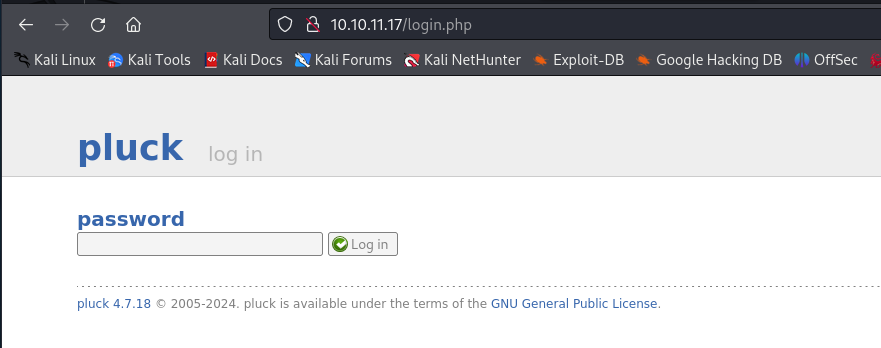 10.10.11.17/login.php
Kali Linux Kali Tools Kali Docs Kali Forums Kali NetHunter Exploit-DB Google Hacking DB OffSec
pluck log in
password
Log in
pluck 4.7.18 © 2005-2024. pluck is available under the terms of the GNU General Public License.